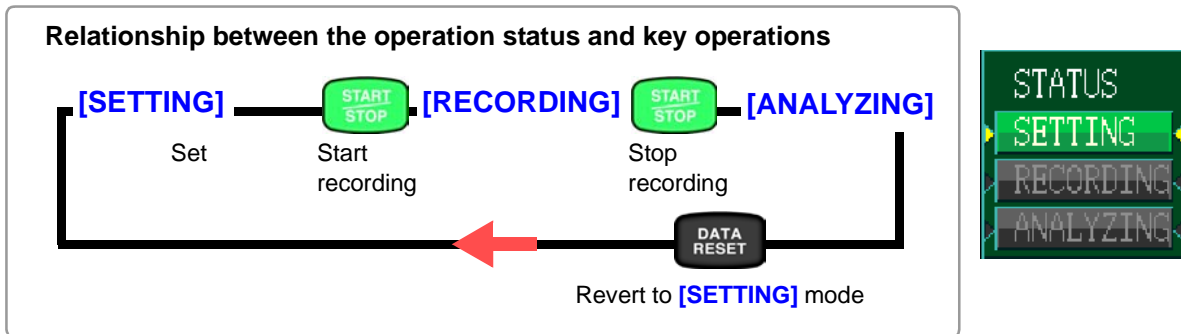 Relationship between the operation status and key operations
[SETTING]
START
STOP
[RECORDING]
START
STOP
[ANALYZING]
Set
Start
recording
Stop
recording
DATA
RESET
Revert to [SETTING] mode
STATUS
SETTING
RECORDING
ANALYZING